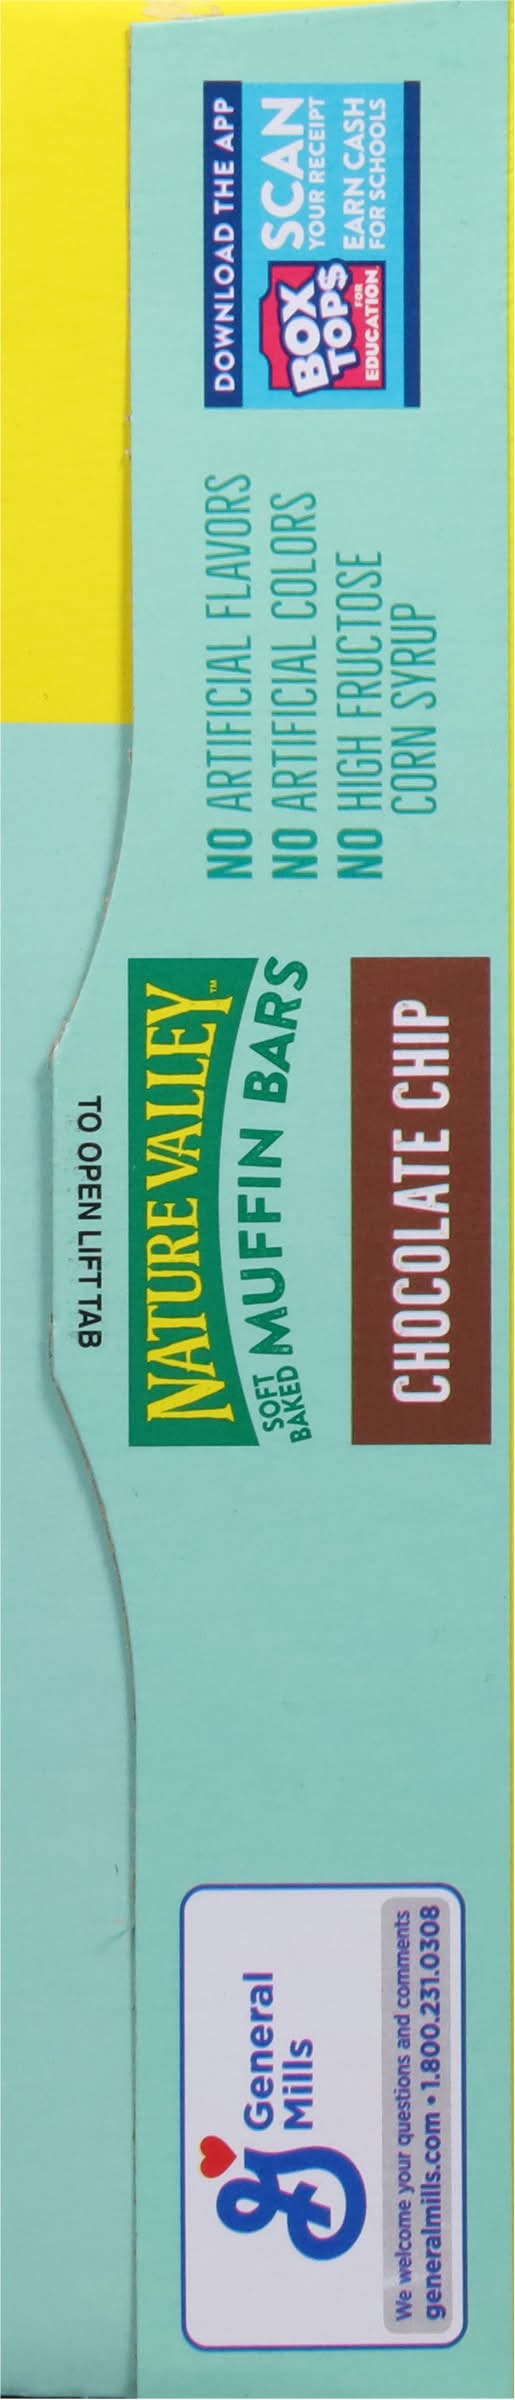 General
Mills
We welcome your questions and comments
generalmills.com • 1.800.231.0308
TO OPEN LIFT TAB
NATURE VALLEY™
SOFT
BAKED
MUFFIN BARS
CHOCOLATE CHIP
NO ARTIFICIAL FLAVORS
NO ARTIFICIAL COLORS
NO HIGH FRUCTOSE
CORN SYRUP
DOWNLOAD THE APP
BOX
TOPS
FOR
EDUCATION.
SCAN
YOUR RECEIPT
EARN CASH
FOR SCHOOLS